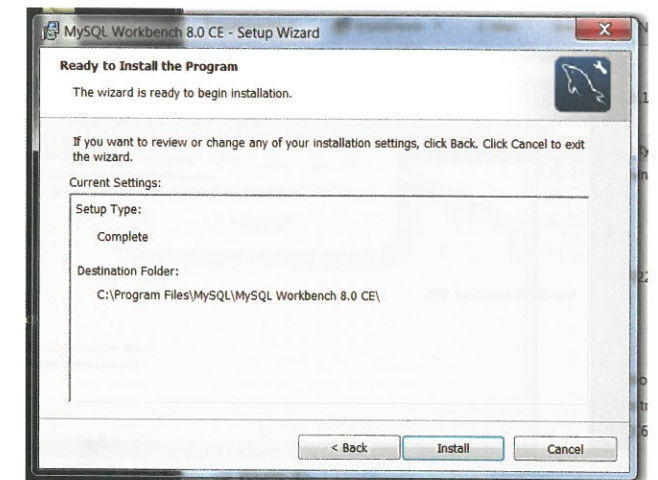 MySQL Workbench 8.0 CE - Setup Wizard
Ready to Install the Program
The wizard is ready to begin installation.
If you want to review or change any of your installation settings, click Back. Click Cancel to exit
the wizard.
Current Settings:
Setup Type:
Complete
Destination Folder:
C:\Program Files\MySQL\MySQL Workbench 8.0 CE\
< Back
Install
Cancel